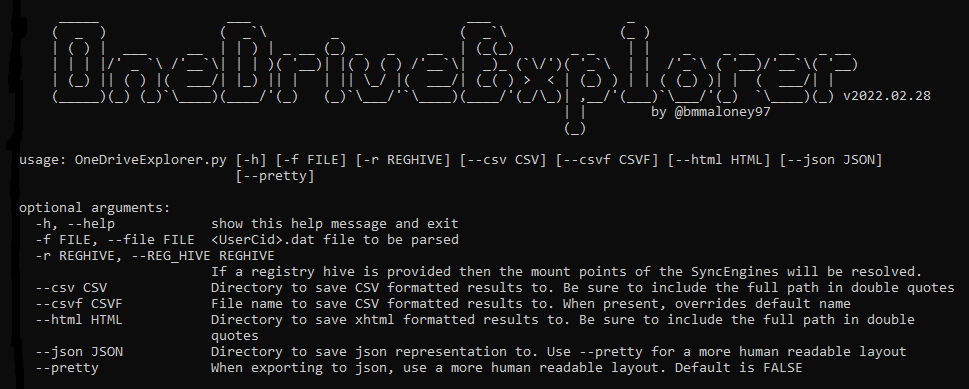 OneDriveExplorer
v2022.02.28
by @bmmaloney97
usage: OneDriveExplorer.py [-h] [-f FILE] [-r REGHIVE] [--csv CSV] [--csvf CSVF] [--html HTML] [--json JSON]
[--pretty]
optional arguments:
-h, --help show this help message and exit
-f FILE, --file FILE <UserCid>.dat file to be parsed
-r REGHIVE, --REG_HIVE REGHIVE
If a registry hive is provided then the mount points of the SyncEngines will be resolved.
--csv CSV Directory to save CSV formatted results to. Be sure to include the full path in double quotes
--csvf CSVF File name to save CSV formatted results to. When present, overrides default name
--html HTML Directory to save xhtml formatted results to. Be sure to include the full path in double
quotes
--json JSON Directory to save json representation to. Use --pretty for a more human readable layout
--pretty When exporting to json, use a more human readable layout. Default is FALSE